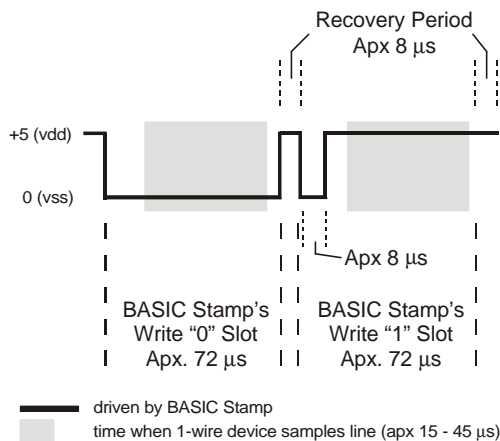 Recovery Period
Apx 8 μs
+5 (vdd)
0 (vss)
Apx 8 μs
BASIC Stamp's
Write “0” Slot
Apx. 72 μs
BASIC Stamp's
Write “1” Slot
Apx. 72 μs
driven by BASIC Stamp
time when 1-wire device samples line (apx 15 - 45 μs)